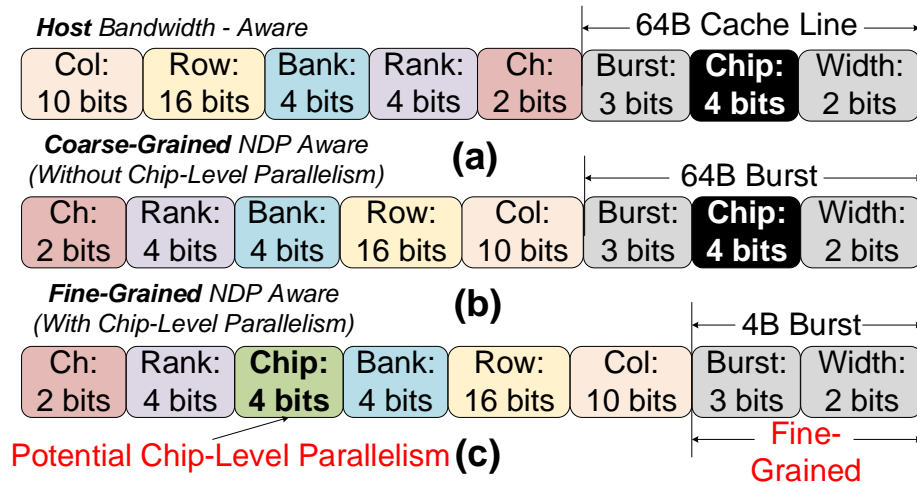 Host Bandwidth - Aware
64B Cache Line
Col: 10 bits
Row: 16 bits
Bank: 4 bits
Rank: 4 bits
Ch: 2 bits
Burst: 3 bits
Chip: 4 bits
Width: 2 bits
(a)
Coarse-Grained NDP Aware
(Without Chip-Level Parallelism)
64B Burst
Ch: 2 bits
Rank: 4 bits
Bank: 4 bits
Row: 16 bits
Col: 10 bits
Burst: 3 bits
Chip: 4 bits
Width: 2 bits
(b)
Fine-Grained NDP Aware
(With Chip-Level Parallelism)
4B Burst
Ch: 2 bits
Rank: 4 bits
Chip: 4 bits
Bank: 4 bits
Row: 16 bits
Col: 10 bits
Burst: 3 bits
Width: 2 bits
Potential Chip-Level Parallelism
(c)
Fine-
Grained